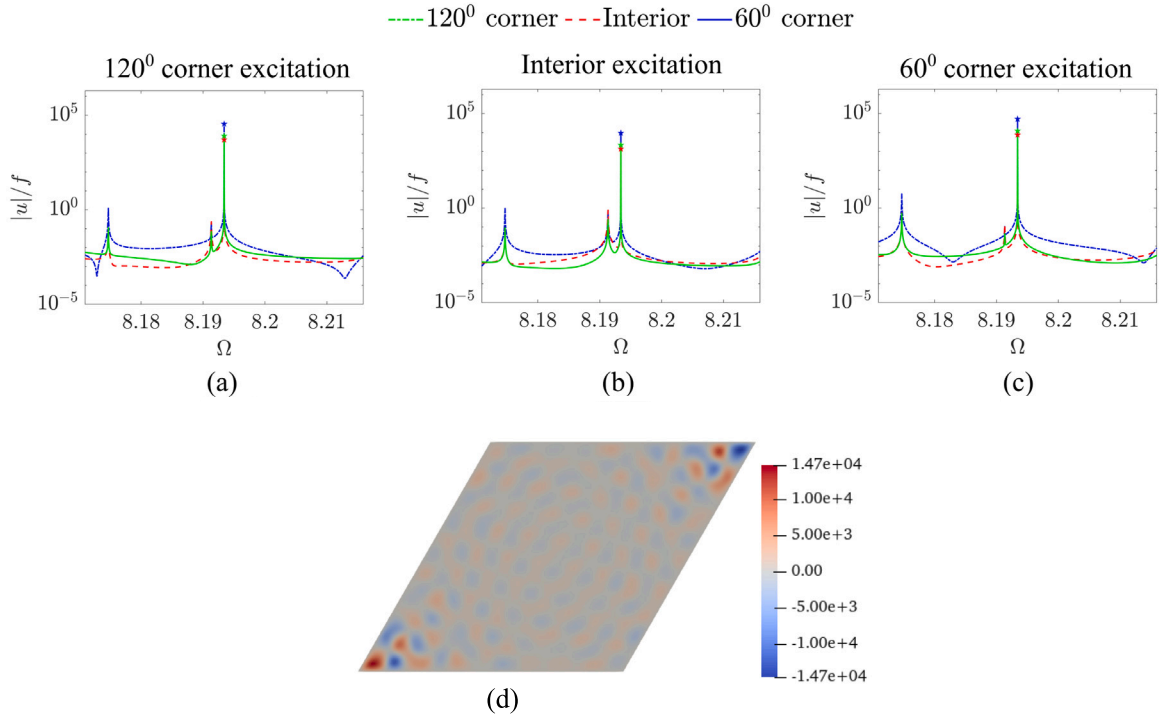 120⁰ corner Interior 60⁰ corner
120⁰ corner excitation
Interior excitation
60⁰ corner excitation
|u|/f
10⁵
10⁰
10⁻⁵
8.18 8.19 8.2 8.21
Ω
(a)
|u|/f
10⁵
10⁰
10⁻⁵
8.18 8.19 8.2 8.21
Ω
(b)
|u|/f
10⁵
10⁰
10⁻⁵
8.18 8.19 8.2 8.21
Ω
(c)
1.47e+04
1.00e+4
5.00e+3
0.00
-5.00e+3
-1.00e+4
-1.47e+04
(d)